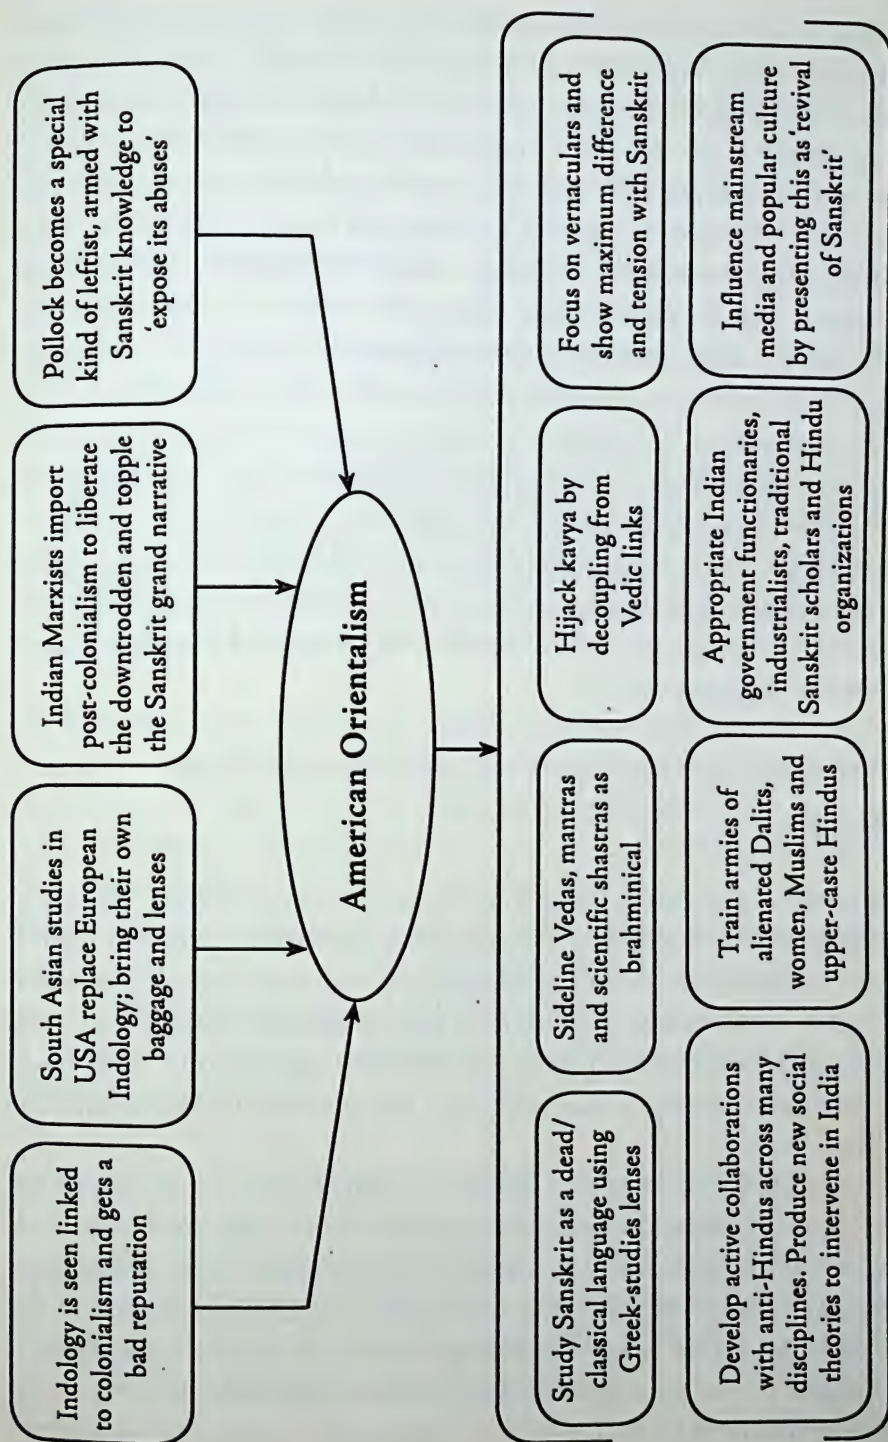 Indology is seen linked
to colonialism and gets a
bad reputation
South Asian studies in
USA replace European
Indology; bring their own
baggage and lenses
Indian Marxists import
post-colonialism to liberate
the downtrodden and topple
the Sanskrit grand narrative
Pollock becomes a special
kind of leftist, armed with
Sanskrit knowledge to
'expose its abuses'
American Orientalism
Study Sanskrit as a dead/
classical language using
Greek-studies lenses
Sideline Vedas, mantras
and scientific shastras as
brahminical
Hijack kavya by
decoupling from
Vedic links
Focus on vernaculars and
show maximum difference
and tension with Sanskrit
Develop active collaborations
with anti-Hindus across many
disciplines. Produce new social
theories to intervene in India
Train armies of
alienated Dalits,
women, Muslims and
upper-caste Hindus
Appropriate Indian
government functionaries,
industrialists, traditional
Sanskrit scholars and Hindu
organizations
Influence mainstream
media and popular culture
by presenting this as 'revival
of Sanskrit'